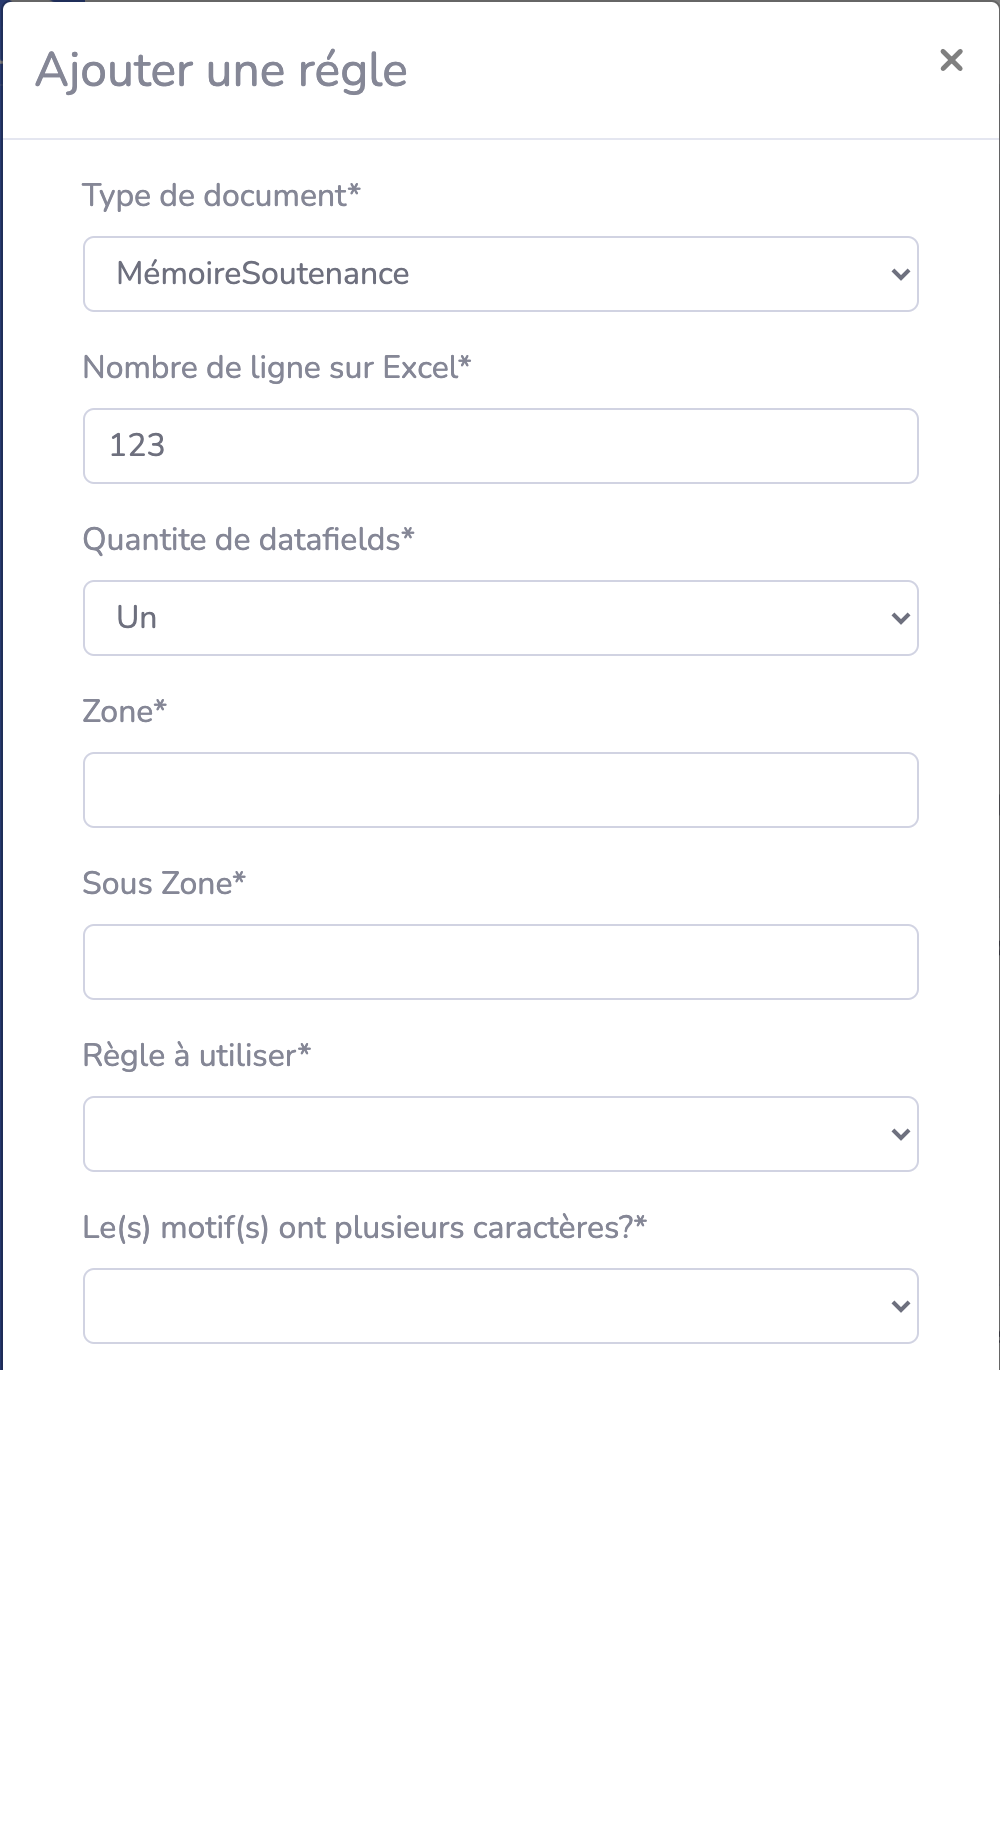 Ajouter une régle
Type de document*
MémoireSoutenance
Nombre de ligne sur Excel*
123
Quantite de datafields*
Un
Zone*
Sous Zone*
Règle à utiliser*
Le(s) motif(s) ont plusieurs caractères?*